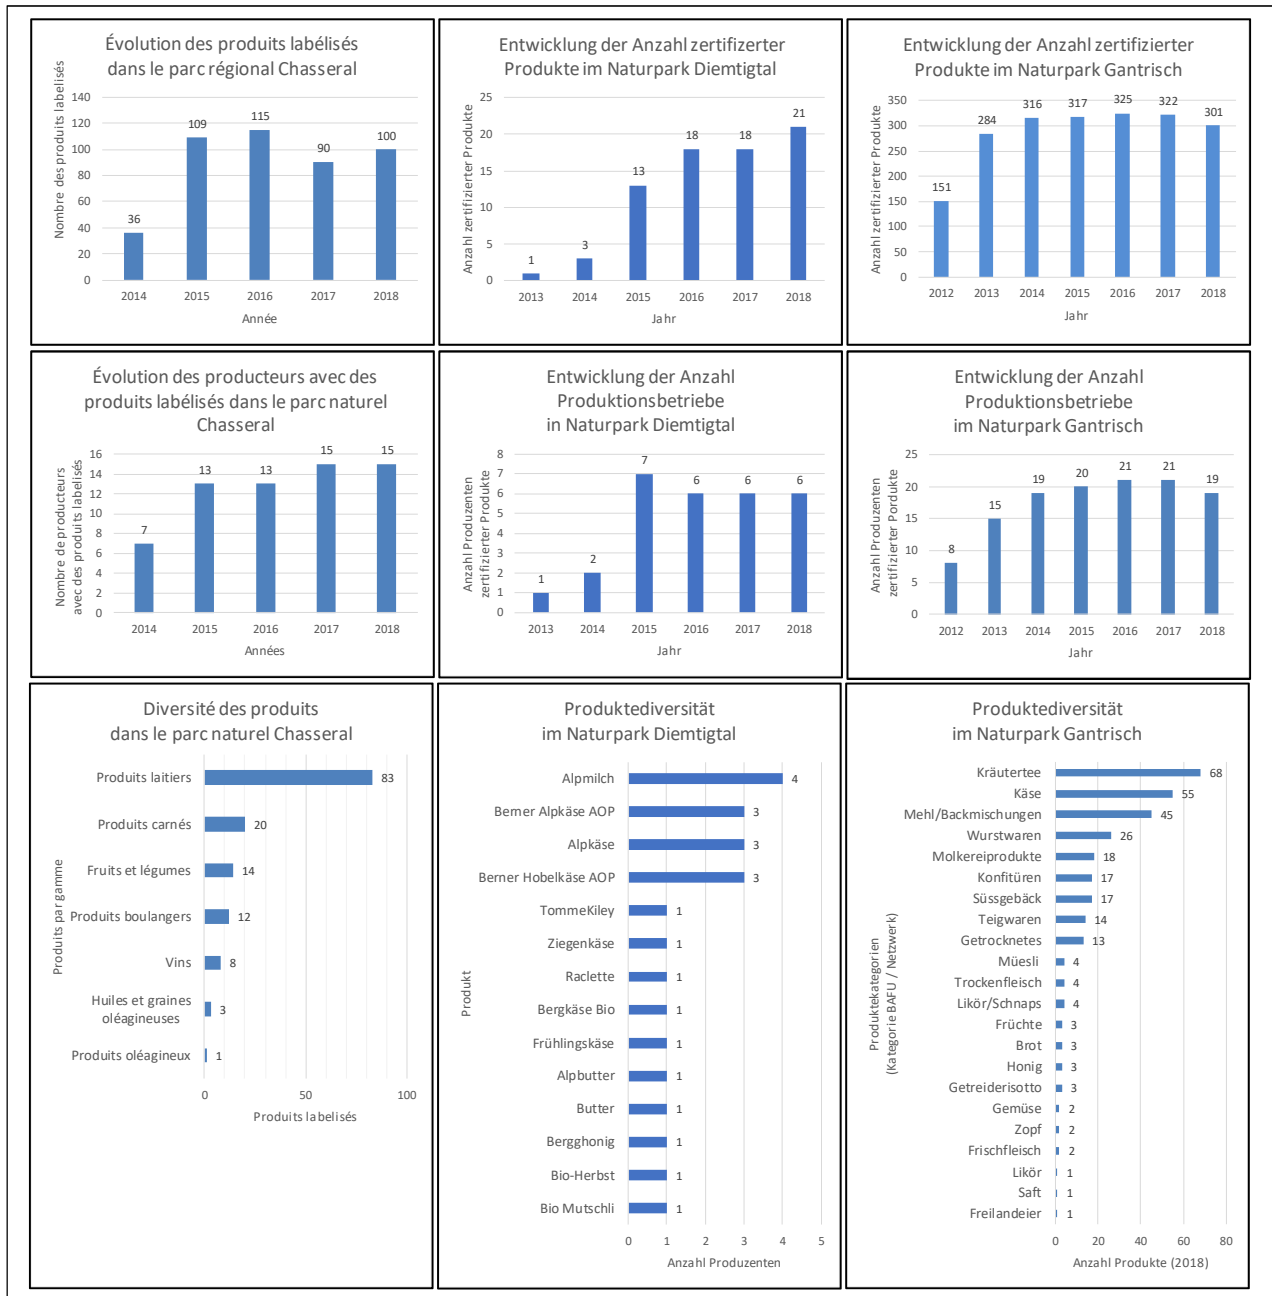 Évolution des produits labélisés
dans le parc régional Chasseral
Nombre des produits labelisés
140
120
100
80
60
40
20
0
36
109
115
90
100
2014 2015 2016 2017 2018
Année
Entwicklung der Anzahl zertifizerter
Produkte im Naturpark Diemtigtal
Anzahl zertifizierter Produkte
25
20
15
10
5
0
1
3
13
18
18
21
2013 2014 2015 2016 2017 2018
Jahr
Entwicklung der Anzahl zertifizierter
Produkte im Naturpark Gantrisch
Anzahl zertifizierter Produkte
350
300
250
200
150
100
50
0
151
284
316
317
325
322
301
2012 2013 2014 2015 2016 2017 2018
Jahr
Évolution des producteurs avec des
produits labélisés dans le parc naturel
Chasseral
Nombre de producteurs
avec des produits labelisés
16
14
12
10
8
6
4
2
0
7
13
13
15
15
2014 2015 2016 2017 2018
Années
Entwicklung der Anzahl
Produktionsbetriebe
in Naturpark Diemtigtal
Anzahl Produzenten
zertifizierter Produkte
8
7
6
5
4
3
2
1
0
1
2
7
6
6
6
2013 2014 2015 2016 2017 2018
Jahr
Entwicklung der Anzahl
Produktionsbetriebe
im Naturpark Gantrisch
Anzahl Produzenten
zertifizierter Pordukte
25
20
15
10
5
0
8
15
19
20
21
21
19
2012 2013 2014 2015 2016 2017 2018
Jahr
Diversité des produits
dans le parc naturel Chasseral
Produits par gamme
Produits laitiers 83
Produits carnés 20
Fruits et légumes 14
Produits boulangers 12
Vins 8
Huiles et graines
oléagineuses 3
Produits oléagineux 1
0 50 100
Produits labelisés
Produktediversität
im Naturpark Diemtigtal
Produkt
Alpmilch 4
Berner Alpkäse AOP 3
Alpkäse 3
Berner Hobelkäse AOP 3
TommeKiley 1
Ziegenkäse 1
Raclette 1
Bergkäse Bio 1
Frühlingskäse 1
Alpbutter 1
Butter 1
Bergghonig 1
Bio-Herbst 1
Bio Mutschli 1
0 1 2 3 4 5
Anzahl Produzenten
Produktediversität
im Naturpark Gantrisch
Produktekategorien
(Kategorie BAFU / Netzwerk)
Kräutertee 68
Käse 55
Mehl/Backmischungen 45
Wurstwaren 26
Molkereiprodukte 18
Konfitüren 17
Süssgebäck 17
Teigwaren 14
Getrocknetes 13
Müesli 4
Trockenfleisch 4
Likör/Schnaps 4
Früchte 3
Brot 3
Honig 3
Getreiderisotto 3
Gemüse 2
Zopf 2
Frischfleisch 2
Likör 1
Saft 1
Freilandeier 1
0 20 40 60 80
Anzahl Produkte (2018)